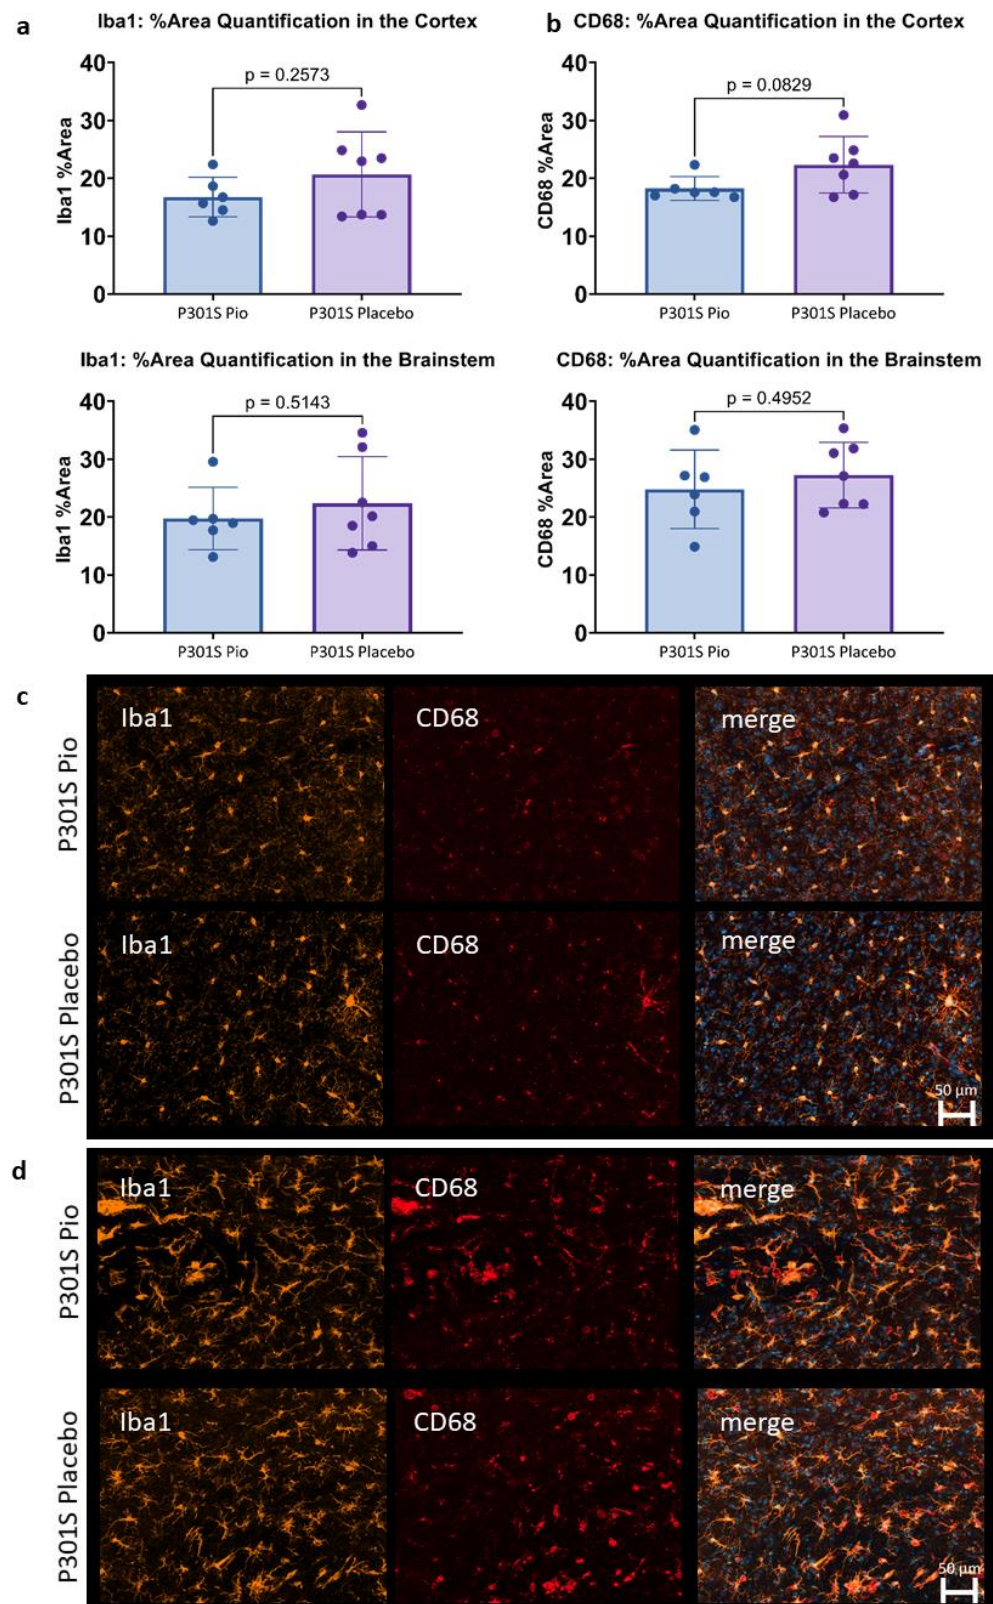 a
Iba1: %Area Quantification in the Cortex
Iba1 %Area
40
30
20
10
0
p = 0.2573
P301S Pio
P301S Placebo
b
CD68: %Area Quantification in the Cortex
CD68 %Area
40
30
20
10
0
p = 0.0829
P301S Pio
P301S Placebo
Iba1: %Area Quantification in the Brainstem
Iba1 %Area
40
30
20
10
0
p = 0.5143
P301S Pio
P301S Placebo
CD68: %Area Quantification in the Brainstem
CD68 %Area
40
30
20
10
0
p = 0.4952
P301S Pio
P301S Placebo
c
P301S Pio
Iba1
CD68
merge
P301S Placebo
Iba1
CD68
merge
50 µm
d
P301S Pio
Iba1
CD68
merge
P301S Placebo
Iba1
CD68
merge
50 µm